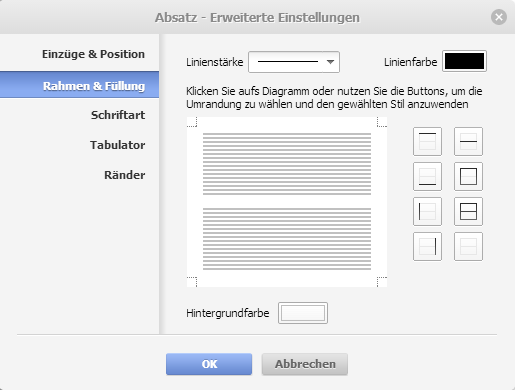 Absatz - Erweiterte Einstellungen
Einzüge & Position
Rahmen & Füllung
Schriftart
Tabulator
Ränder
Linienstärke
Linienfarbe
Klicken Sie aufs Diagramm oder nutzen Sie die Buttons, um die
Umrandung zu wählen und den gewählten Stil anzuwenden
Hintergrundfarbe
OK
Abbrechen